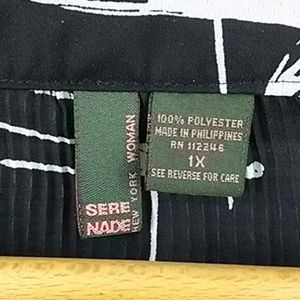 SERE
NADE
NEW YORK WOMAN
100% POLYESTER
MADE IN PHILIPPINES
RN 112246
1X
SEE REVERSE FOR CARE